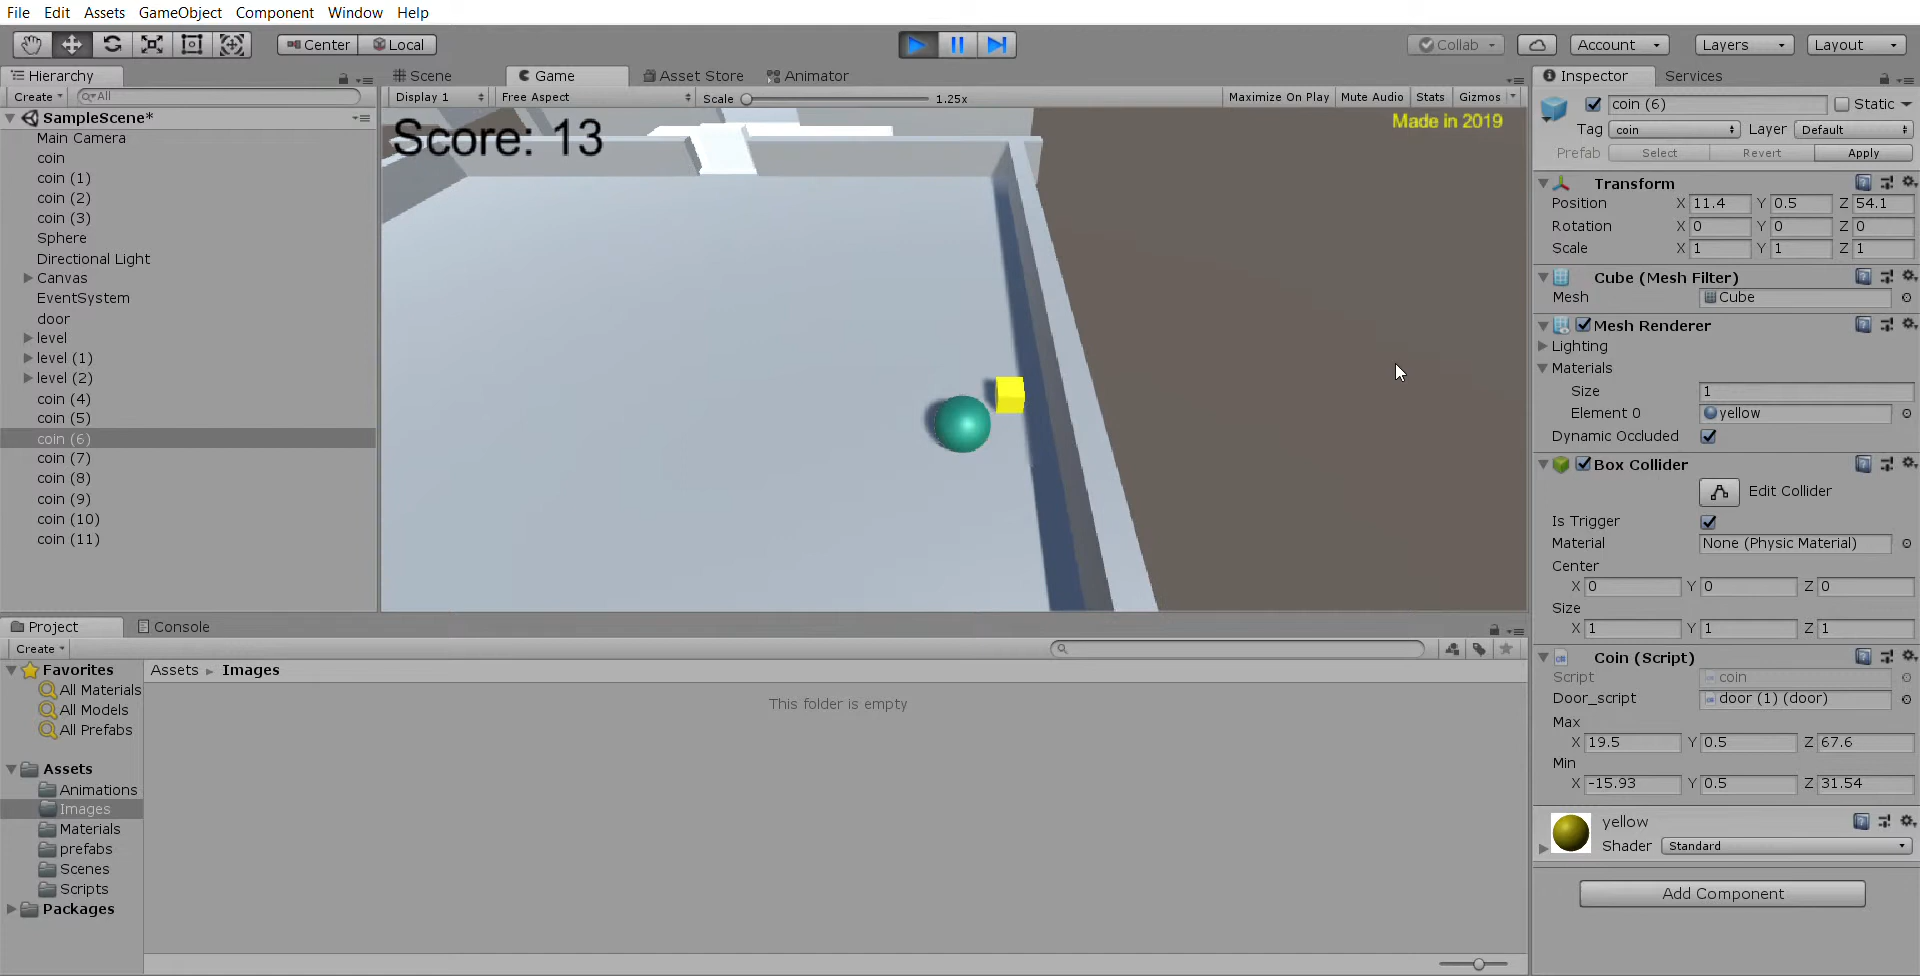 File Edit Assets GameObject Component Window Help
Center Local Collab Account Layers Layout
Hierarchy Scene Game Asset Store Animator Inspector Services
Create All Display 1 Free Aspect Scale 1.25x Maximize On Play Mute Audio Stats Gizmos
SampleScene*
Main Camera
coin
coin (1)
coin (2)
coin (3)
Sphere
Directional Light
Canvas
EventSystem
door
level
level (1)
level (2)
coin (4)
coin (5)
coin (6)
coin (7)
coin (8)
coin (9)
coin (10)
coin (11)
Score: 13
Made in 2019
coin (6) Static
Tag coin Layer Default
Prefab Select Revert Apply
Transform
Position X 11.4 Y 0.5 Z 54.1
Rotation X 0 Y 0 Z 0
Scale X 1 Y 1 Z 1
Cube (Mesh Filter)
Mesh Cube
Mesh Renderer
Lighting
Materials
Size 1
Element 0 yellow
Dynamic Occluded
Box Collider
Edit Collider
Is Trigger
Material None (Physic Material)
Center
X 0 Y 0 Z 0
Size
X 1 Y 1 Z 1
Coin (Script)
Script coin
Door_script door (1) (door)
Max
X 19.5 Y 0.5 Z 67.6
Min
X -15.93 Y 0.5 Z 31.54
yellow
Shader Standard
Add Component
Project Console
Create
Favorites
All Materials
All Models
All Prefabs
Assets
Animations
Images
Materials
prefabs
Scenes
Scripts
Packages
Assets Images
This folder is empty